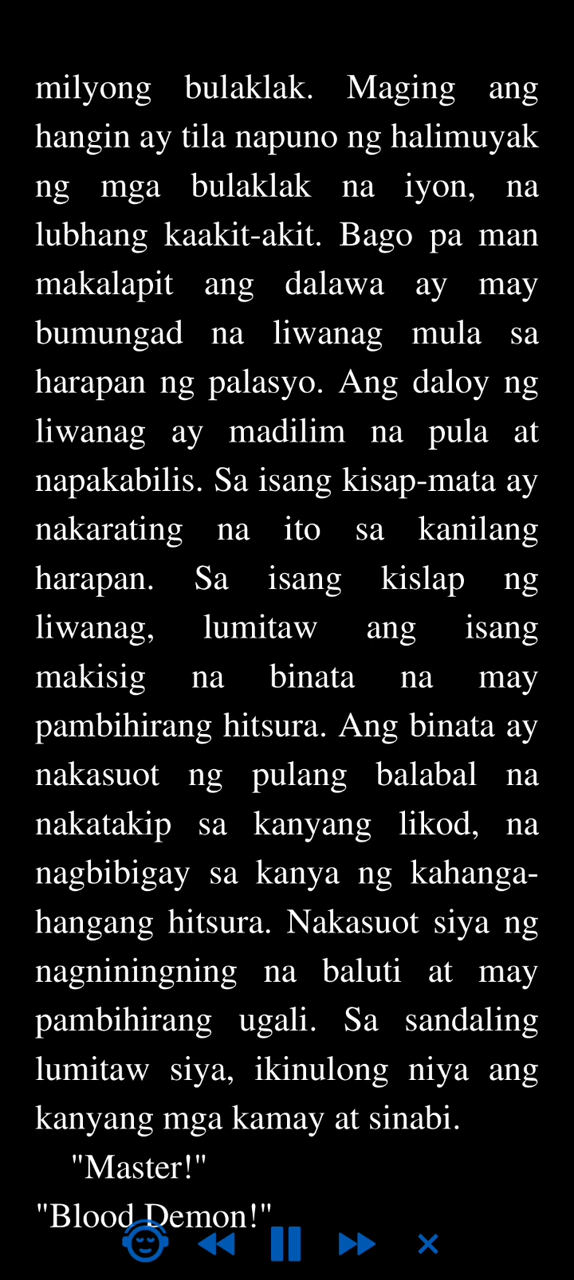 milyong bulaklak. Maging ang
hangin ay tila napuno ng halimuyak
ng mga bulaklak na iyon, na
lubhang kaakit-akit. Bago pa man
makalapit ang dalawa ay may
bumungad na liwanag mula sa
harapan ng palasyo. Ang daloy ng
liwanag ay madilim na pula at
napakabilis. Sa isang kisap-mata ay
nakarating na ito sa kanilang
harapan. Sa isang kislap ng
liwanag, lumitaw ang isang
makisig na binata na may
pambihirang hitsura. Ang binata ay
nakasuot ng pulang balabal na
nakatakip sa kanyang likod, na
nagbibigay sa kanya ng kahanga-
hangang hitsura. Nakasuot siya ng
nagniningning na baluti at may
pambihirang ugali. Sa sandaling
lumitaw siya, ikinulong niya ang
kanyang mga kamay at sinabi.
"Master!"
"Blood Demon!"